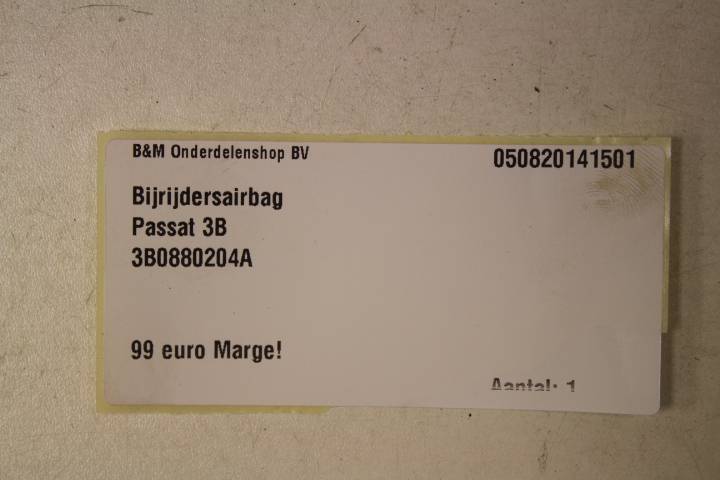 B&M Onderdelenshop BV
050820141501
Bijrijdersairbag
Passat 3B
3B0880204A
99 euro Marge!
Aantal: 1